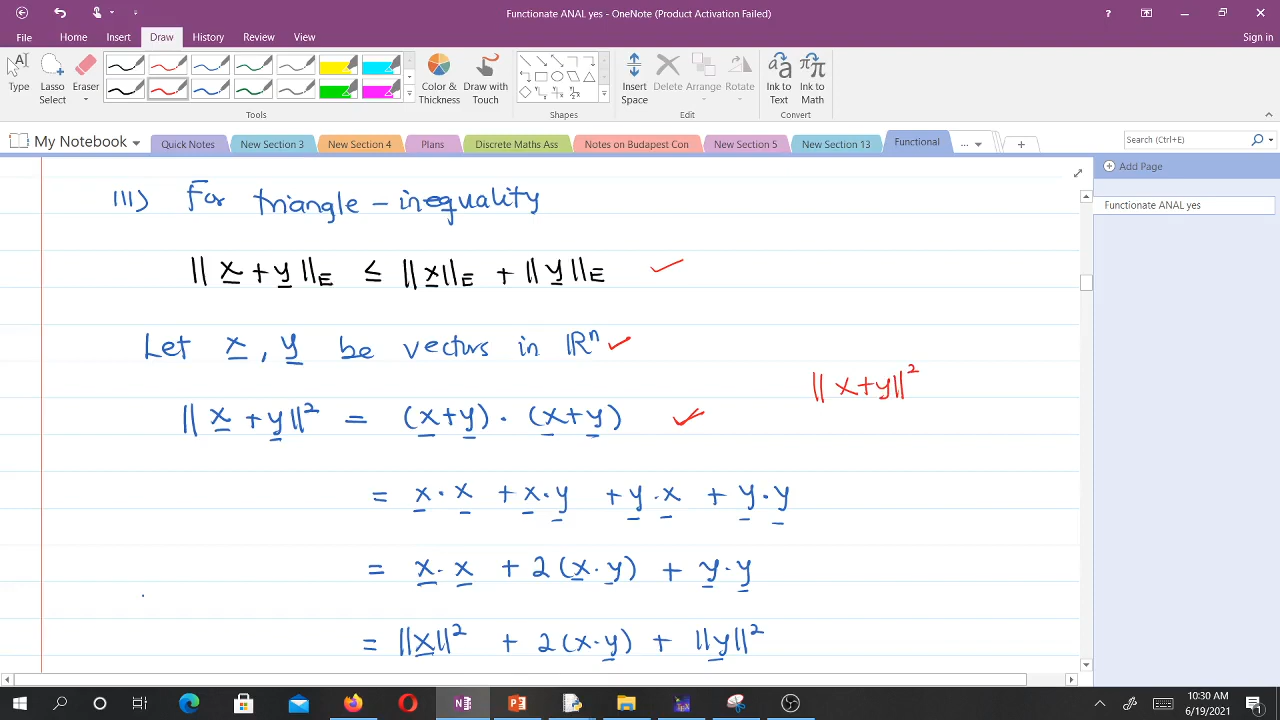 Functionate ANAL yes - OneNote (Product Activation Failed)
File Home Insert Draw History Review View Sign in
Type Lasso Select Eraser Color & Thickness Draw with Touch Insert Space Delete Arrange Rotate Ink to Text Ink to Math
Tools Shapes Edit Convert
My Notebook Quick Notes New Section 3 New Section 4 Plans Discrete Maths Ass Notes on Budapest Con New Section 5 New Section 13 Functional ... Search (Ctrl+E)
Add Page
Functionate ANAL yes
III) For triangle - inequality
||x + y||E ≤ ||x||E + ||y||E ✓
Let x, y be vectors in ℝⁿ ✓
||x+y||²
||x + y||² = (x+y) · (x+y) ✓
= x · x + x · y + y · x + y · y
= x · x + 2(x · y) + y · y
= ||x||² + 2(x · y) + ||y||²
10:30 AM
6/19/2021